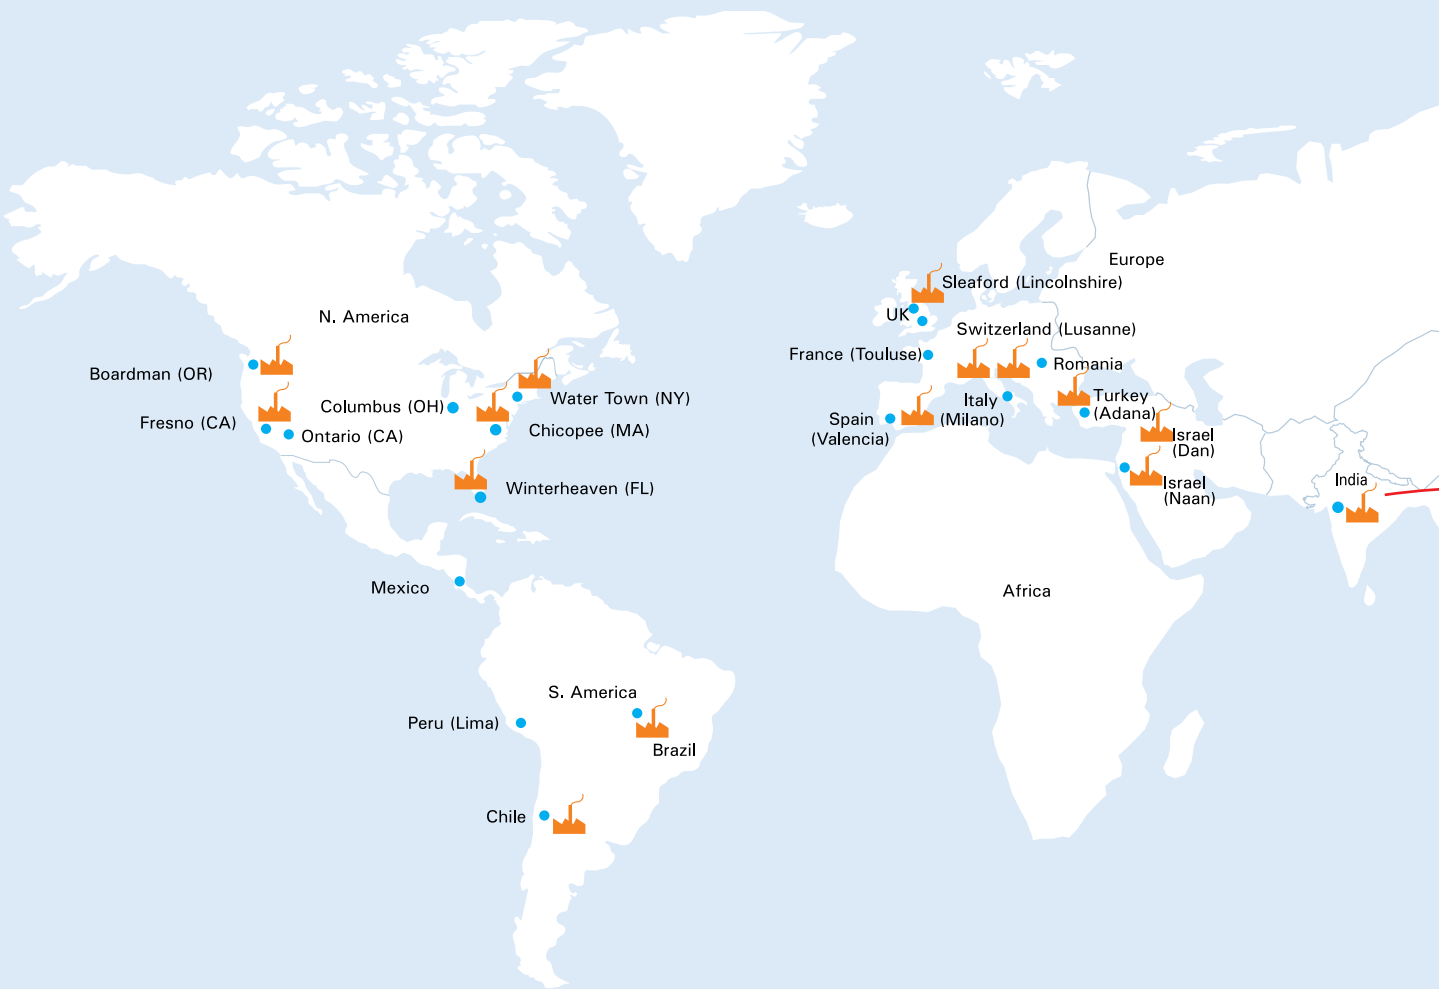 Europe
Sleaford (Lincolnshire)
N. America
UK
Switzerland (Lusanne)
France (Touluse)
Romania
Boardman (OR)
Water Town (NY)
Turkey
(Adana)
Columbus (OH)
Italy
(Milano)
Spain
(Valencia)
Fresno (CA)
Ontario (CA)
Chicopee (MA)
Israel
(Dan)
India
Winterheaven (FL)
Israel
(Naan)
Mexico
Africa
S. America
Peru (Lima)
Brazil
Chile